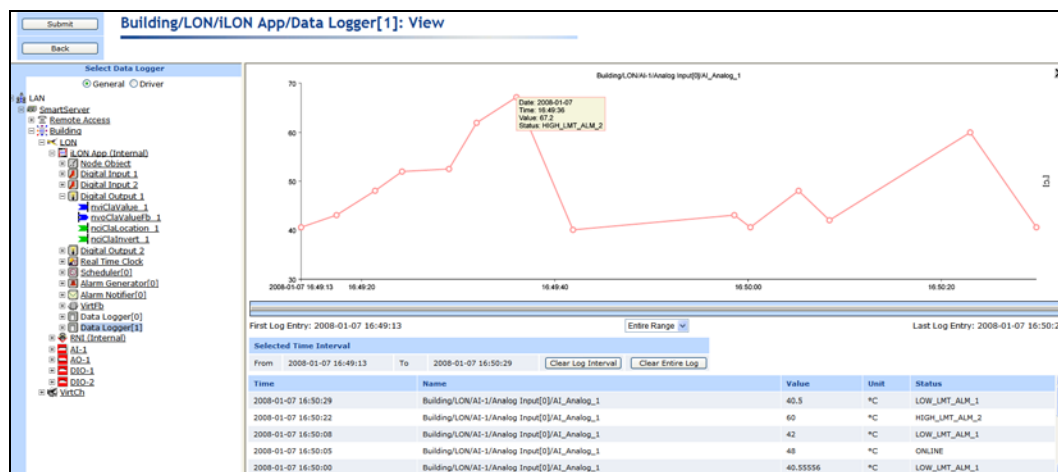 Submit
Building/LON/iLON App/Data Logger[1]: View
Back
Select Data Logger
General Driver
LAN
SmartServer
Remote Access
Building
LON
iLON App (Internal)
Node Object
Digital Input 1
Digital Input 2
Digital Output 1
nviClaValue_1
nvoClaValueFb_1
nciClaLocation_1
nciClaInvert_1
Digital Output 2
Real Time Clock
Scheduler[0]
Alarm Generator[0]
Alarm Notifier[0]
VirtFb
Data Logger[0]
Data Logger[1]
RNI (Internal)
AI-1
AO-1
DIO-1
DIO-2
VirtCh
Building/LON/AI-1/Analog Input[0]/AI_Analog_1
70
60
50
40
30
Date: 2008-01-07
Time: 16:49:36
Value: 67.2
Status: HIGH_LMT_ALM_2
[C]
2008-01-07 16:49:13 16:49:20 16:49:40 16:50:00 16:50:20
First Log Entry: 2008-01-07 16:49:13 Entire Range Last Log Entry: 2008-01-07 16:50:2
Selected Time Interval
From 2008-01-07 16:49:13 To 2008-01-07 16:50:29 Clear Log Interval Clear Entire Log
Time Name Value Unit Status
2008-01-07 16:50:29 Building/LON/AI-1/Analog Input[0]/AI_Analog_1 40.5 °C LOW_LMT_ALM_1
2008-01-07 16:50:22 Building/LON/AI-1/Analog Input[0]/AI_Analog_1 60 °C HIGH_LMT_ALM_2
2008-01-07 16:50:08 Building/LON/AI-1/Analog Input[0]/AI_Analog_1 42 °C LOW_LMT_ALM_1
2008-01-07 16:50:05 Building/LON/AI-1/Analog Input[0]/AI_Analog_1 48 °C ONLINE
2008-01-07 16:50:00 Building/LON/AI-1/Analog Input[0]/AI_Analog_1 40.55556 °C LOW_LMT_ALM_1